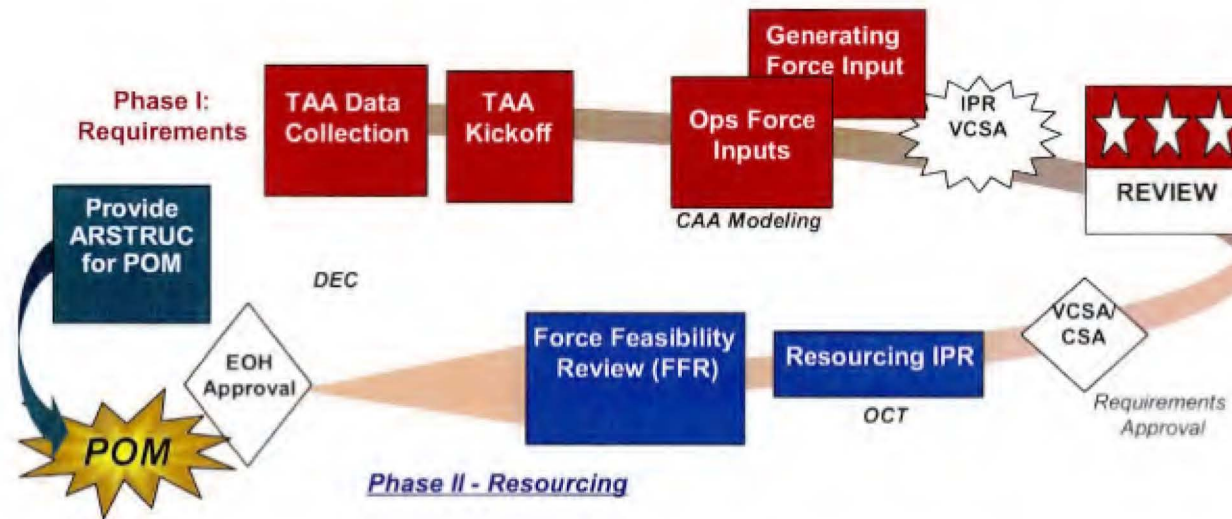 Phase I:
Requirements
TAA Data
Collection
TAA
Kickoff
Generating
Force Input
Ops Force
Inputs
CAA Modeling
IPR
VCSA
REVIEW
VCSA/
CSA
Requirements
Approval
Resourcing IPR
OCT
Force Feasibility
Review (FFR)
DEC
EOH
Approval
Provide
ARSTRUC
for POM
POM
Phase II - Resourcing